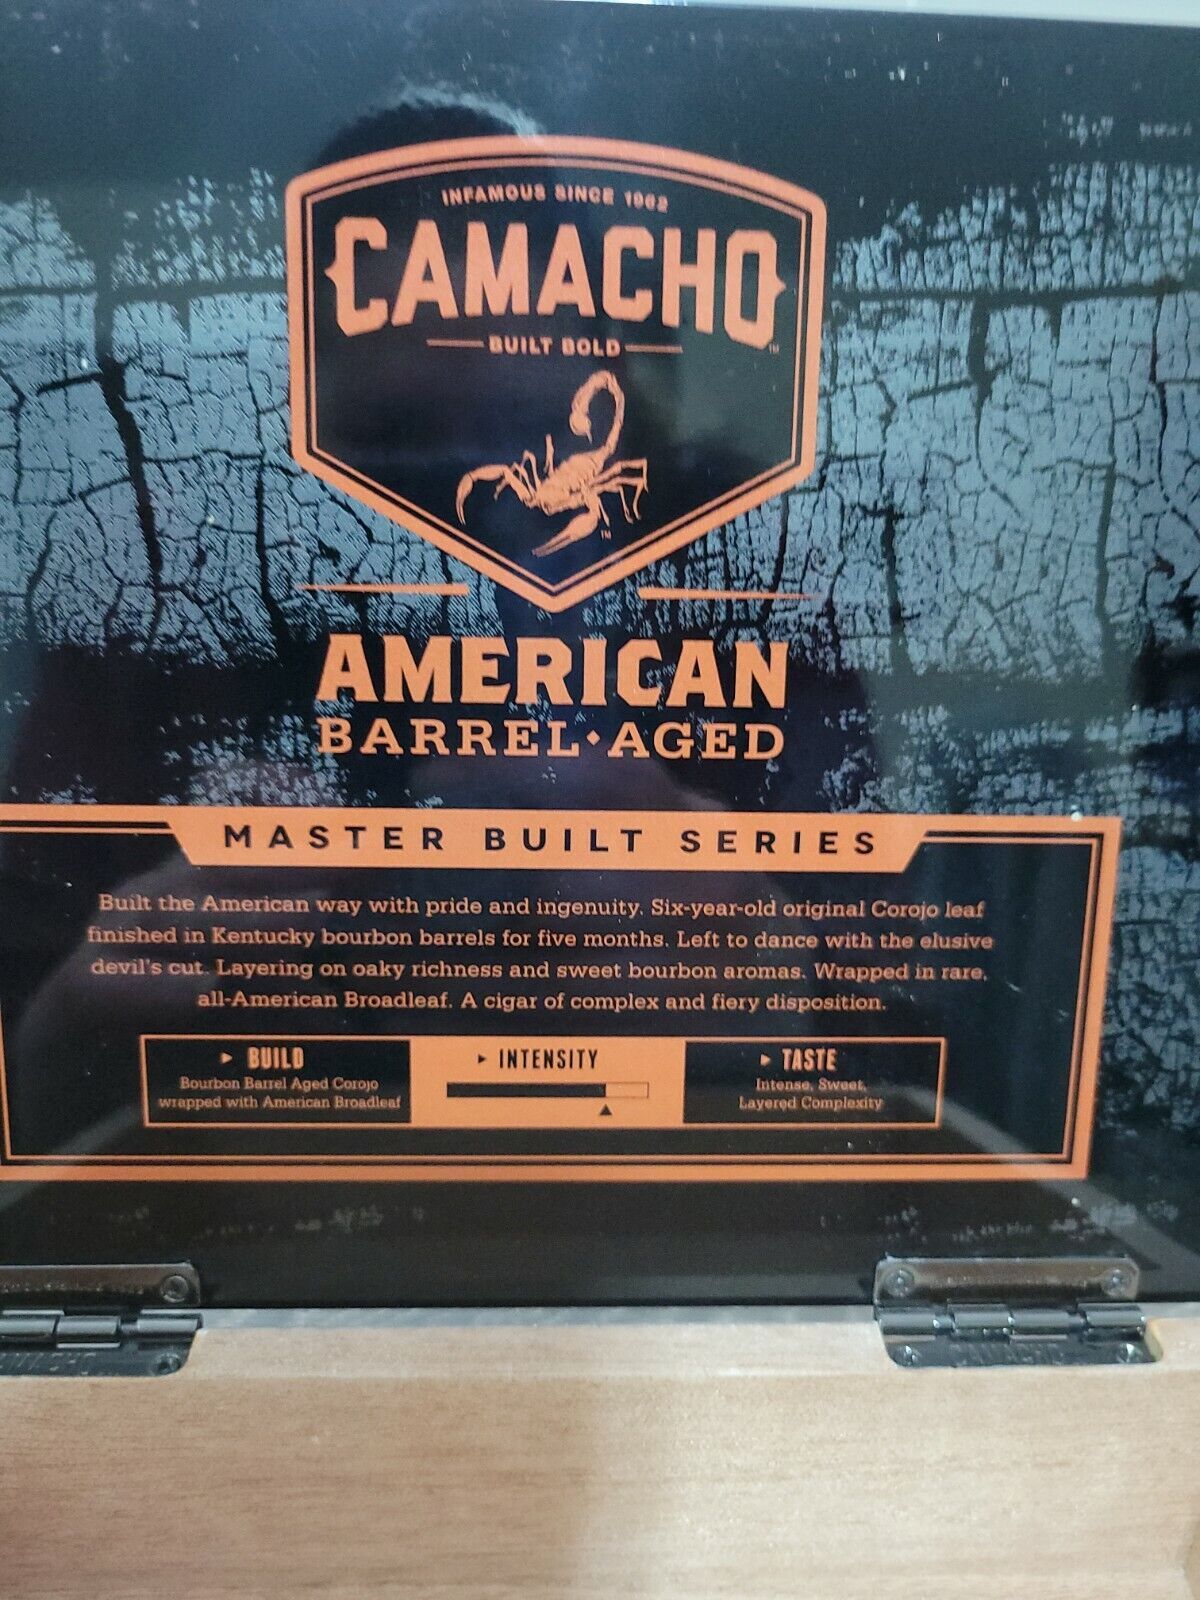 INFAMOUS SINCE 1962
CAMACHO
TM
BUILT BOLD
TM
AMERICAN
BARREL·AGED
MASTER BUILT SERIES
Built the American way with pride and ingenuity. Six-year-old original Corojo leaf
finished in Kentucky bourbon barrels for five months. Left to dance with the elusive
devil's cut. Layering on oaky richness and sweet bourbon aromas. Wrapped in rare,
all-American Broadleaf. A cigar of complex and fiery disposition.
► BUILD
Bourbon Barrel Aged Corojo
wrapped with American Broadleaf
► INTENSITY
► TASTE
Intense, Sweet,
Layered Complexity
CAMACHO